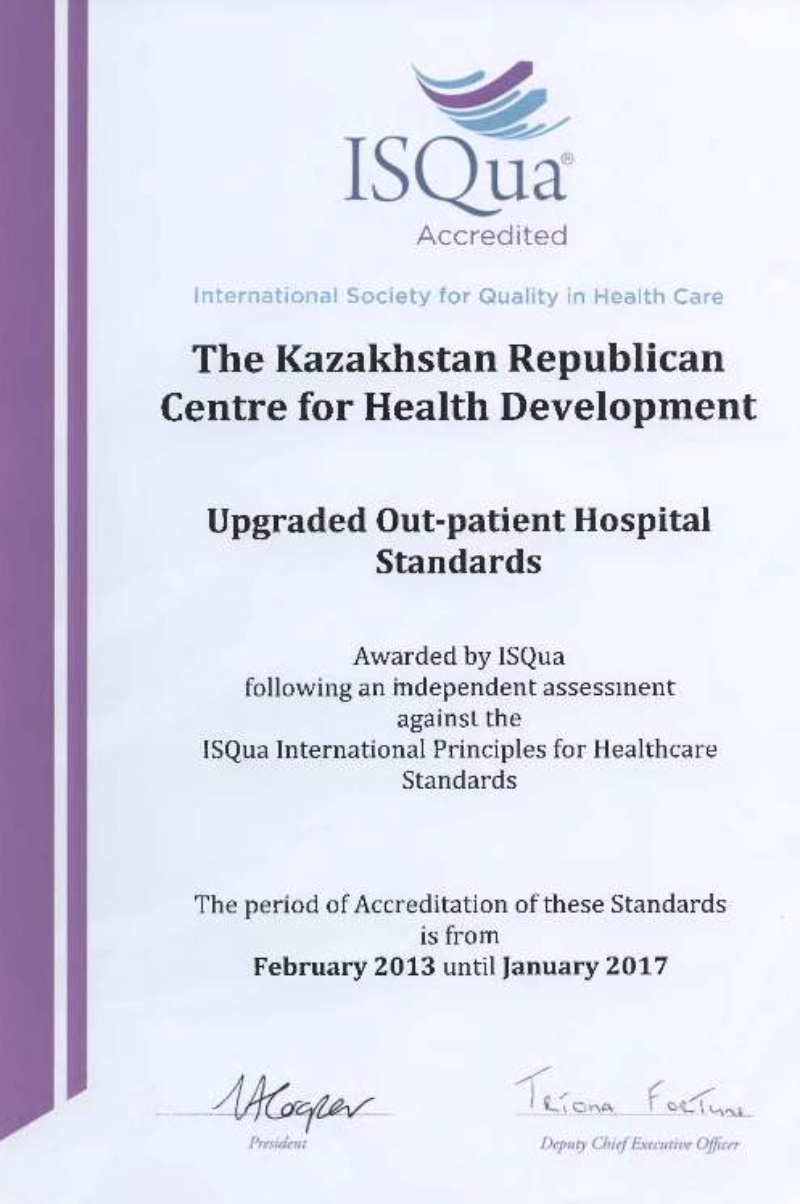 ISQua®
Accredited
International Society for Quality in Health Care
The Kazakhstan Republican
Centre for Health Development
Upgraded Out-patient Hospital
Standards
Awarded by ISQua
following an independent assessment
against the
ISQua International Principles for Healthcare
Standards
The period of Accreditation of these Standards
is from
February 2013 until January 2017
Triona Fortune
President
Deputy Chief Executive Officer